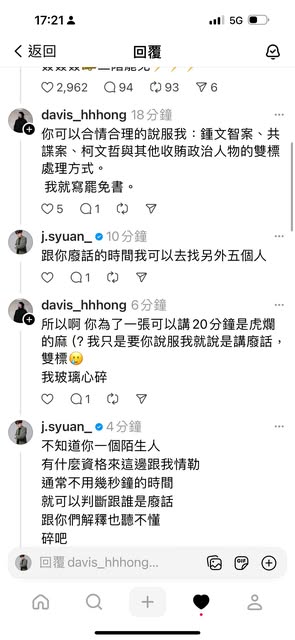 17:21
5G
返回
回覆
2,962
94
93
6
davis_hhhong 18分鐘
你可以合情合理的說服我：鍾文智案、共
諜案、柯文哲與其他收賄政治人物的雙標
處理方式。
我就寫罷免書。
5
1
j.syuan_ 10分鐘
跟你廢話的時間我可以去找另外五個人
1
davis_hhhong 6分鐘
所以啊 你為了一張可以講20分鐘是虎爛
的麻 (? 我只是要你說服我就說是講廢話，
雙標🥲
我玻璃心碎
1
j.syuan_ 4分鐘
不知道你一個陌生人
有什麼資格來這邊跟我情勒
通常不用幾秒鐘的時間
就可以判斷跟誰是廢話
跟你們解釋也聽不懂
碎吧
回覆 davis_hhhong...
GIF